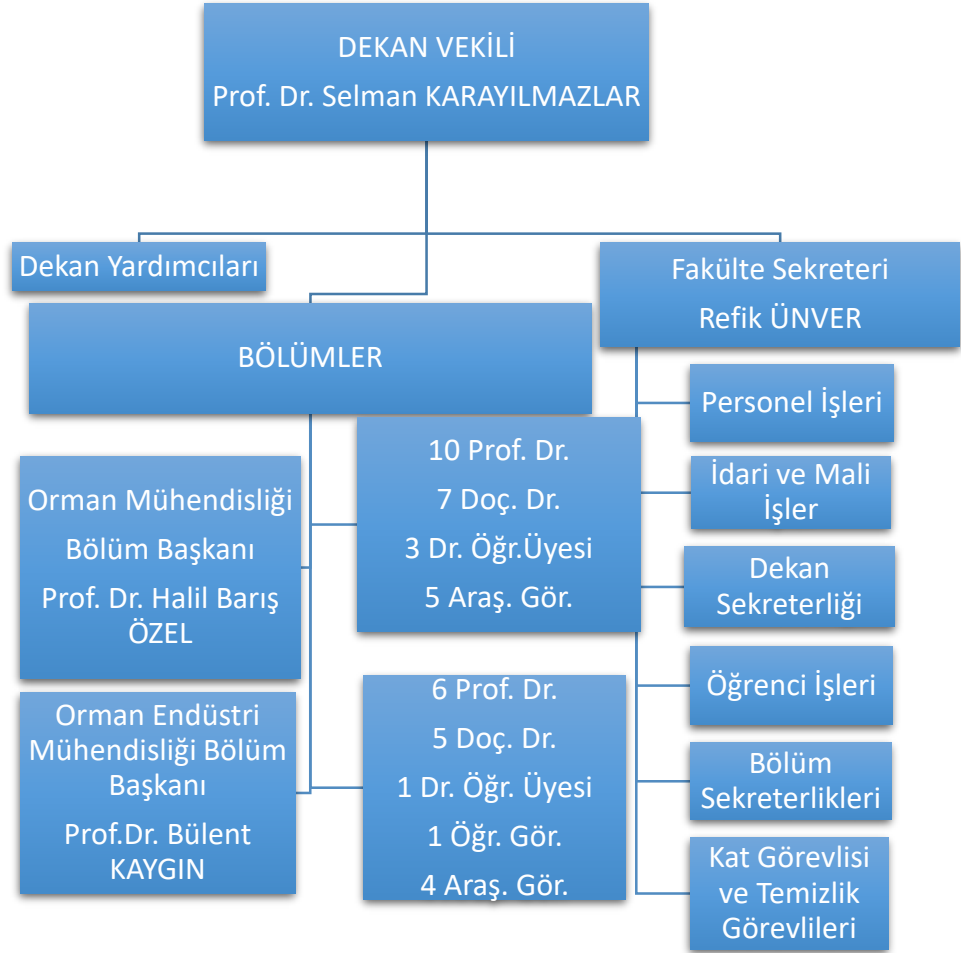 DEKAN VEKİLİ
Prof. Dr. Selman KARAYILMAZLAR
Dekan Yardımcıları
Fakülte Sekreteri
Refik ÜNVER
BÖLÜMLER
Orman Mühendisliği
Bölüm Başkanı
Prof. Dr. Halil Barış
ÖZEL
10 Prof. Dr.
7 Doç. Dr.
3 Dr. Öğr.Üyesi
5 Araş. Gör.
Orman Endüstri
Mühendisliği Bölüm
Başkanı
Prof.Dr. Bülent
KAYGIN
6 Prof. Dr.
5 Doç. Dr.
1 Dr. Öğr. Üyesi
1 Öğr. Gör.
4 Araş. Gör.
Personel İşleri
İdari ve Mali
İşler
Dekan
Sekreterliği
Öğrenci İşleri
Bölüm
Sekreterlikleri
Kat Görevlisi
ve Temizlik
Görevlileri